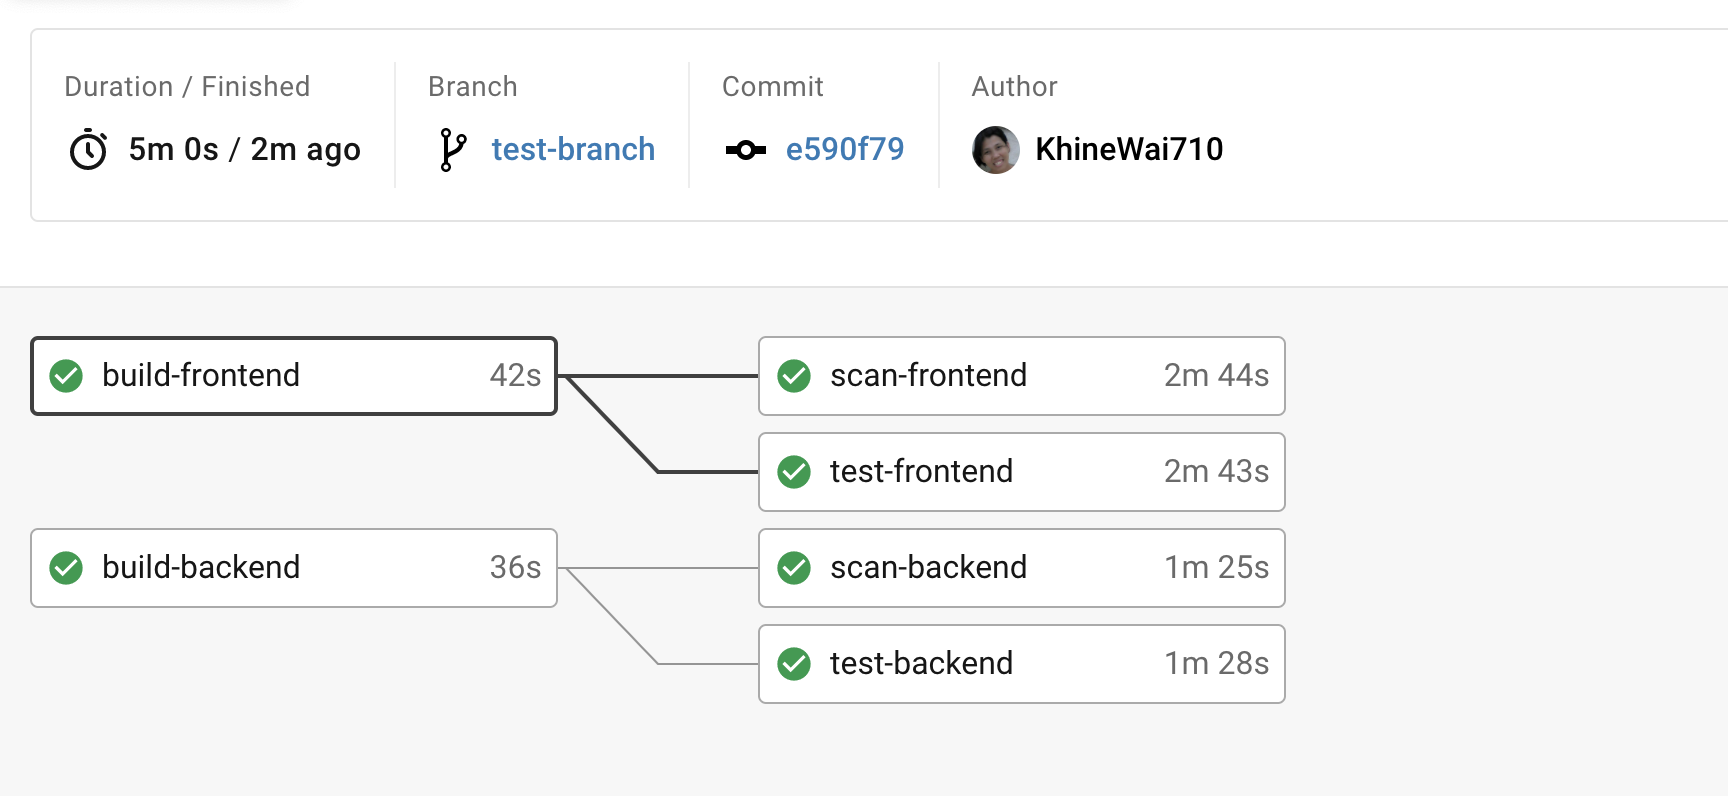 Duration / Finished
5m 0s / 2m ago
Branch
test-branch
Commit
e590f79
Author
KhineWai710
build-frontend 42s
scan-frontend 2m 44s
test-frontend 2m 43s
build-backend 36s
scan-backend 1m 25s
test-backend 1m 28s